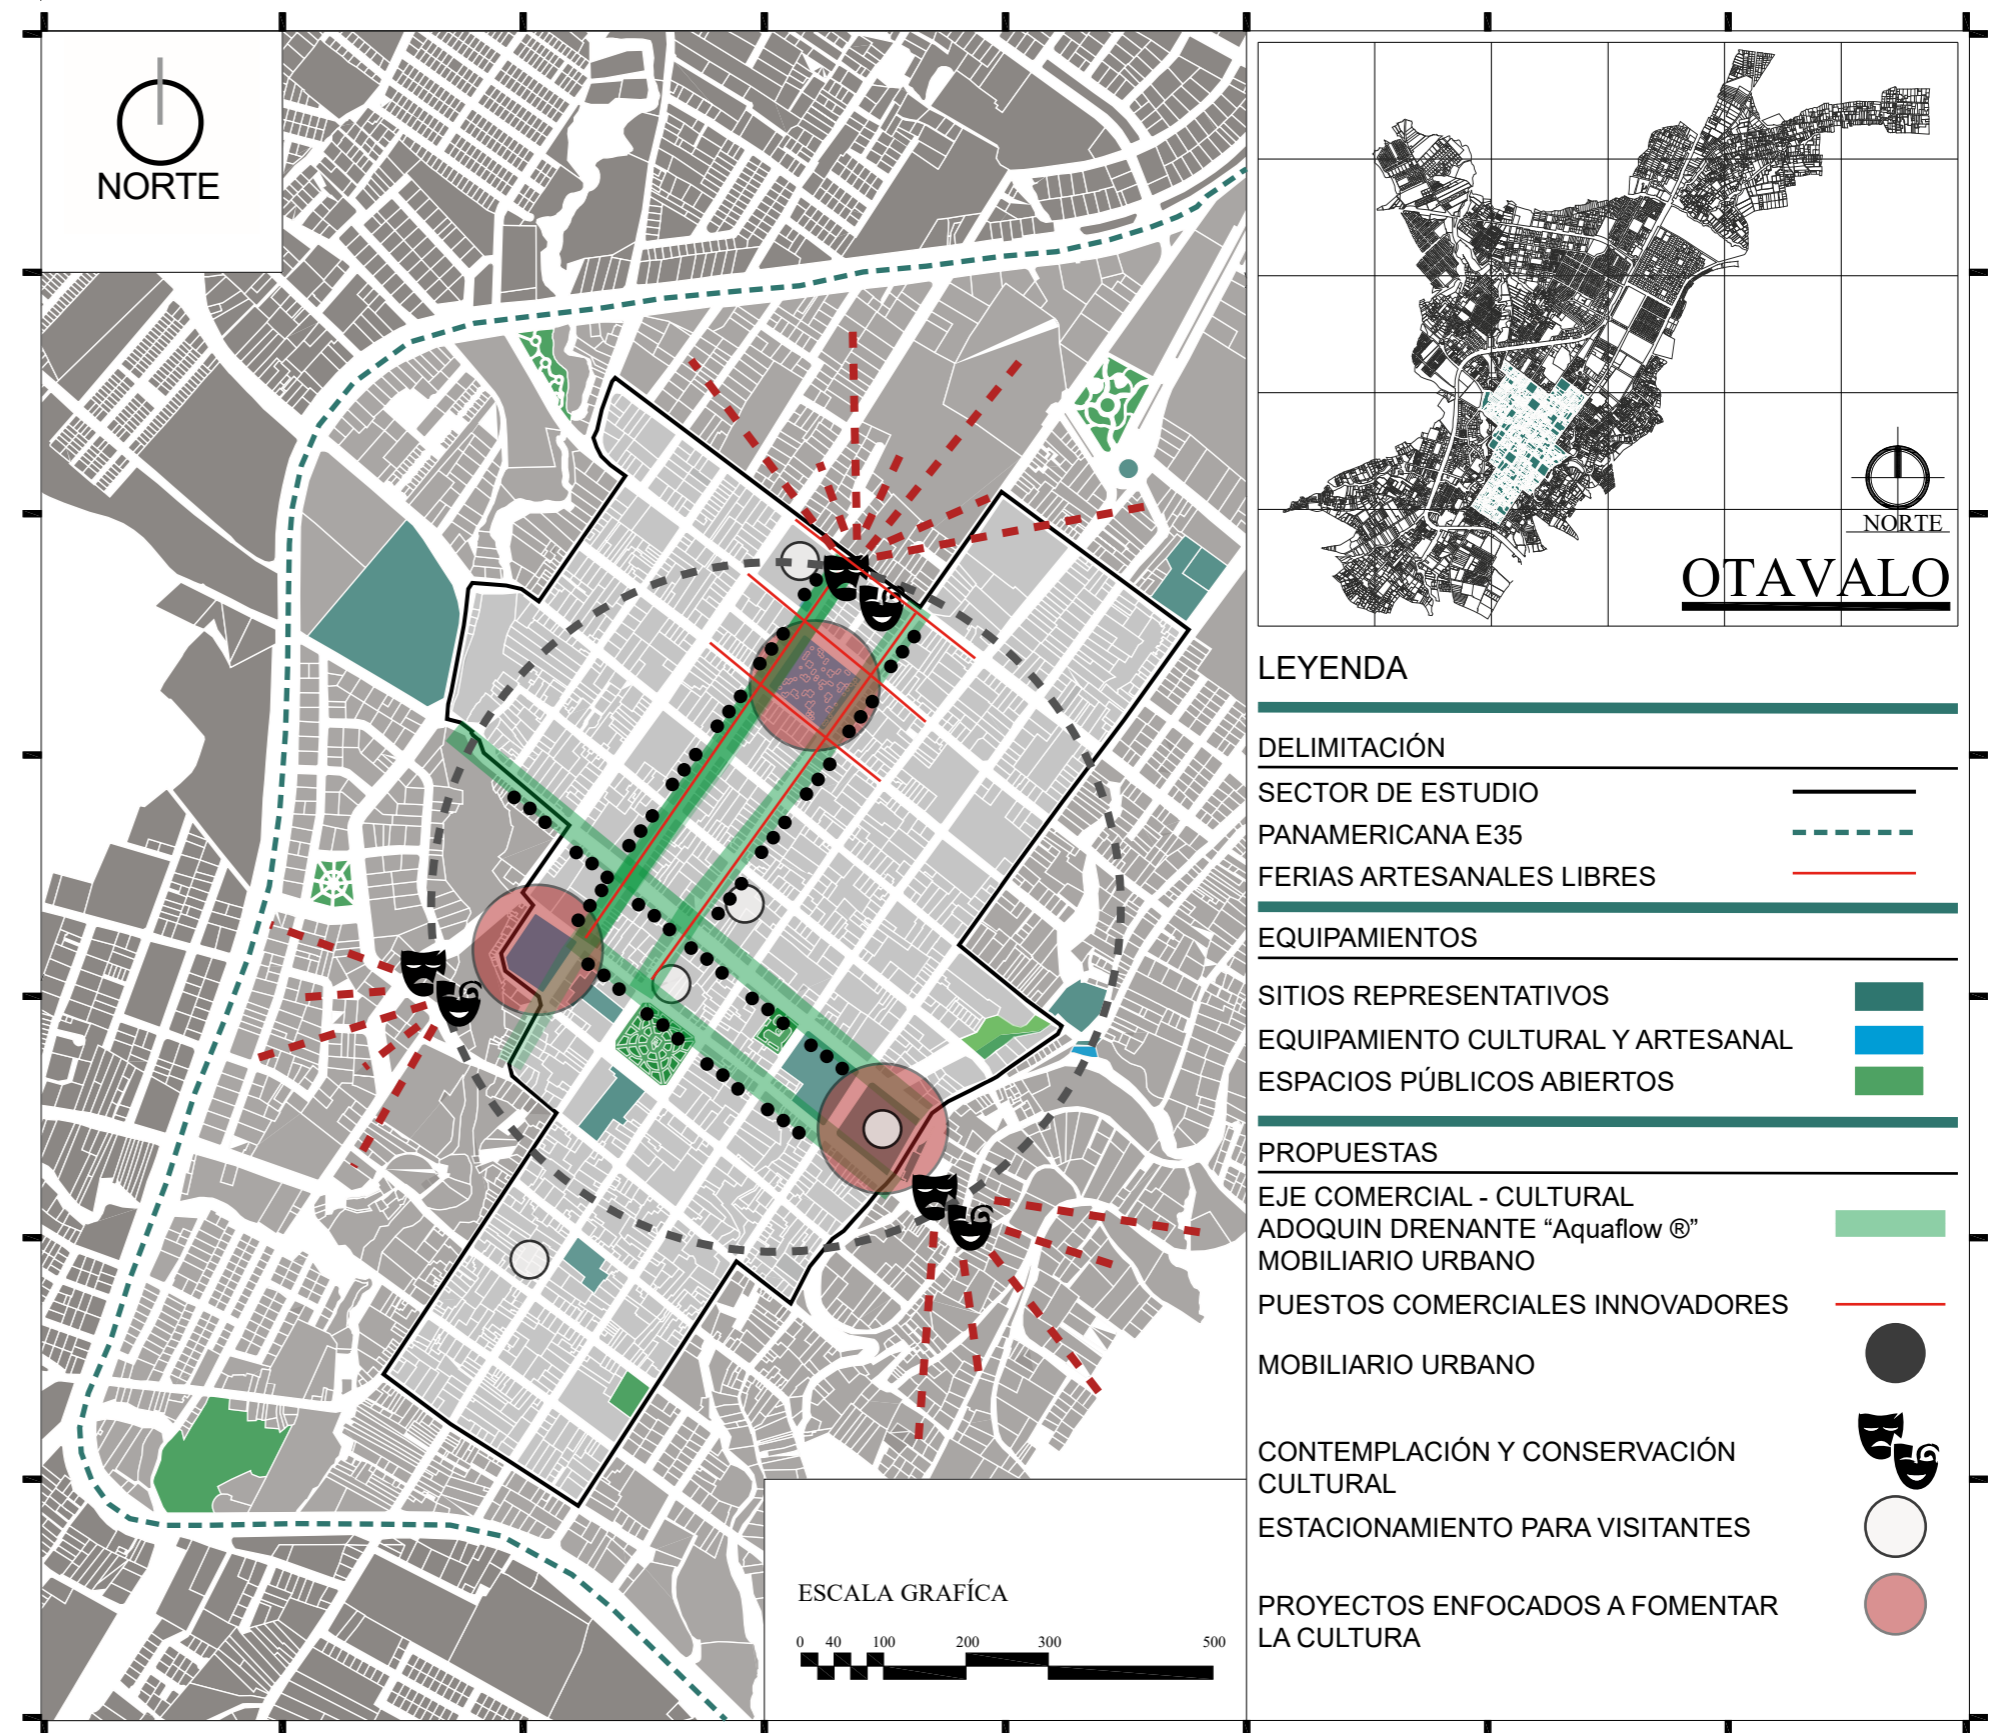 NORTE
NORTE
OTAVALO
LEYENDA
DELIMITACIÓN
SECTOR DE ESTUDIO
PANAMERICANA E35
FERIAS ARTESANALES LIBRES
EQUIPAMIENTOS
SITIOS REPRESENTATIVOS
EQUIPAMIENTO CULTURAL Y ARTESANAL
ESPACIOS PÚBLICOS ABIERTOS
PROPUESTAS
EJE COMERCIAL - CULTURAL
ADOQUIN DRENANTE “Aquaflow ®”
MOBILIARIO URBANO
PUESTOS COMERCIALES INNOVADORES
MOBILIARIO URBANO
CONTEMPLACIÓN Y CONSERVACIÓN
CULTURAL
ESTACIONAMIENTO PARA VISITANTES
PROYECTOS ENFOCADOS A FOMENTAR
LA CULTURA
ESCALA GRAFÍCA
0 40 100 200 300 500